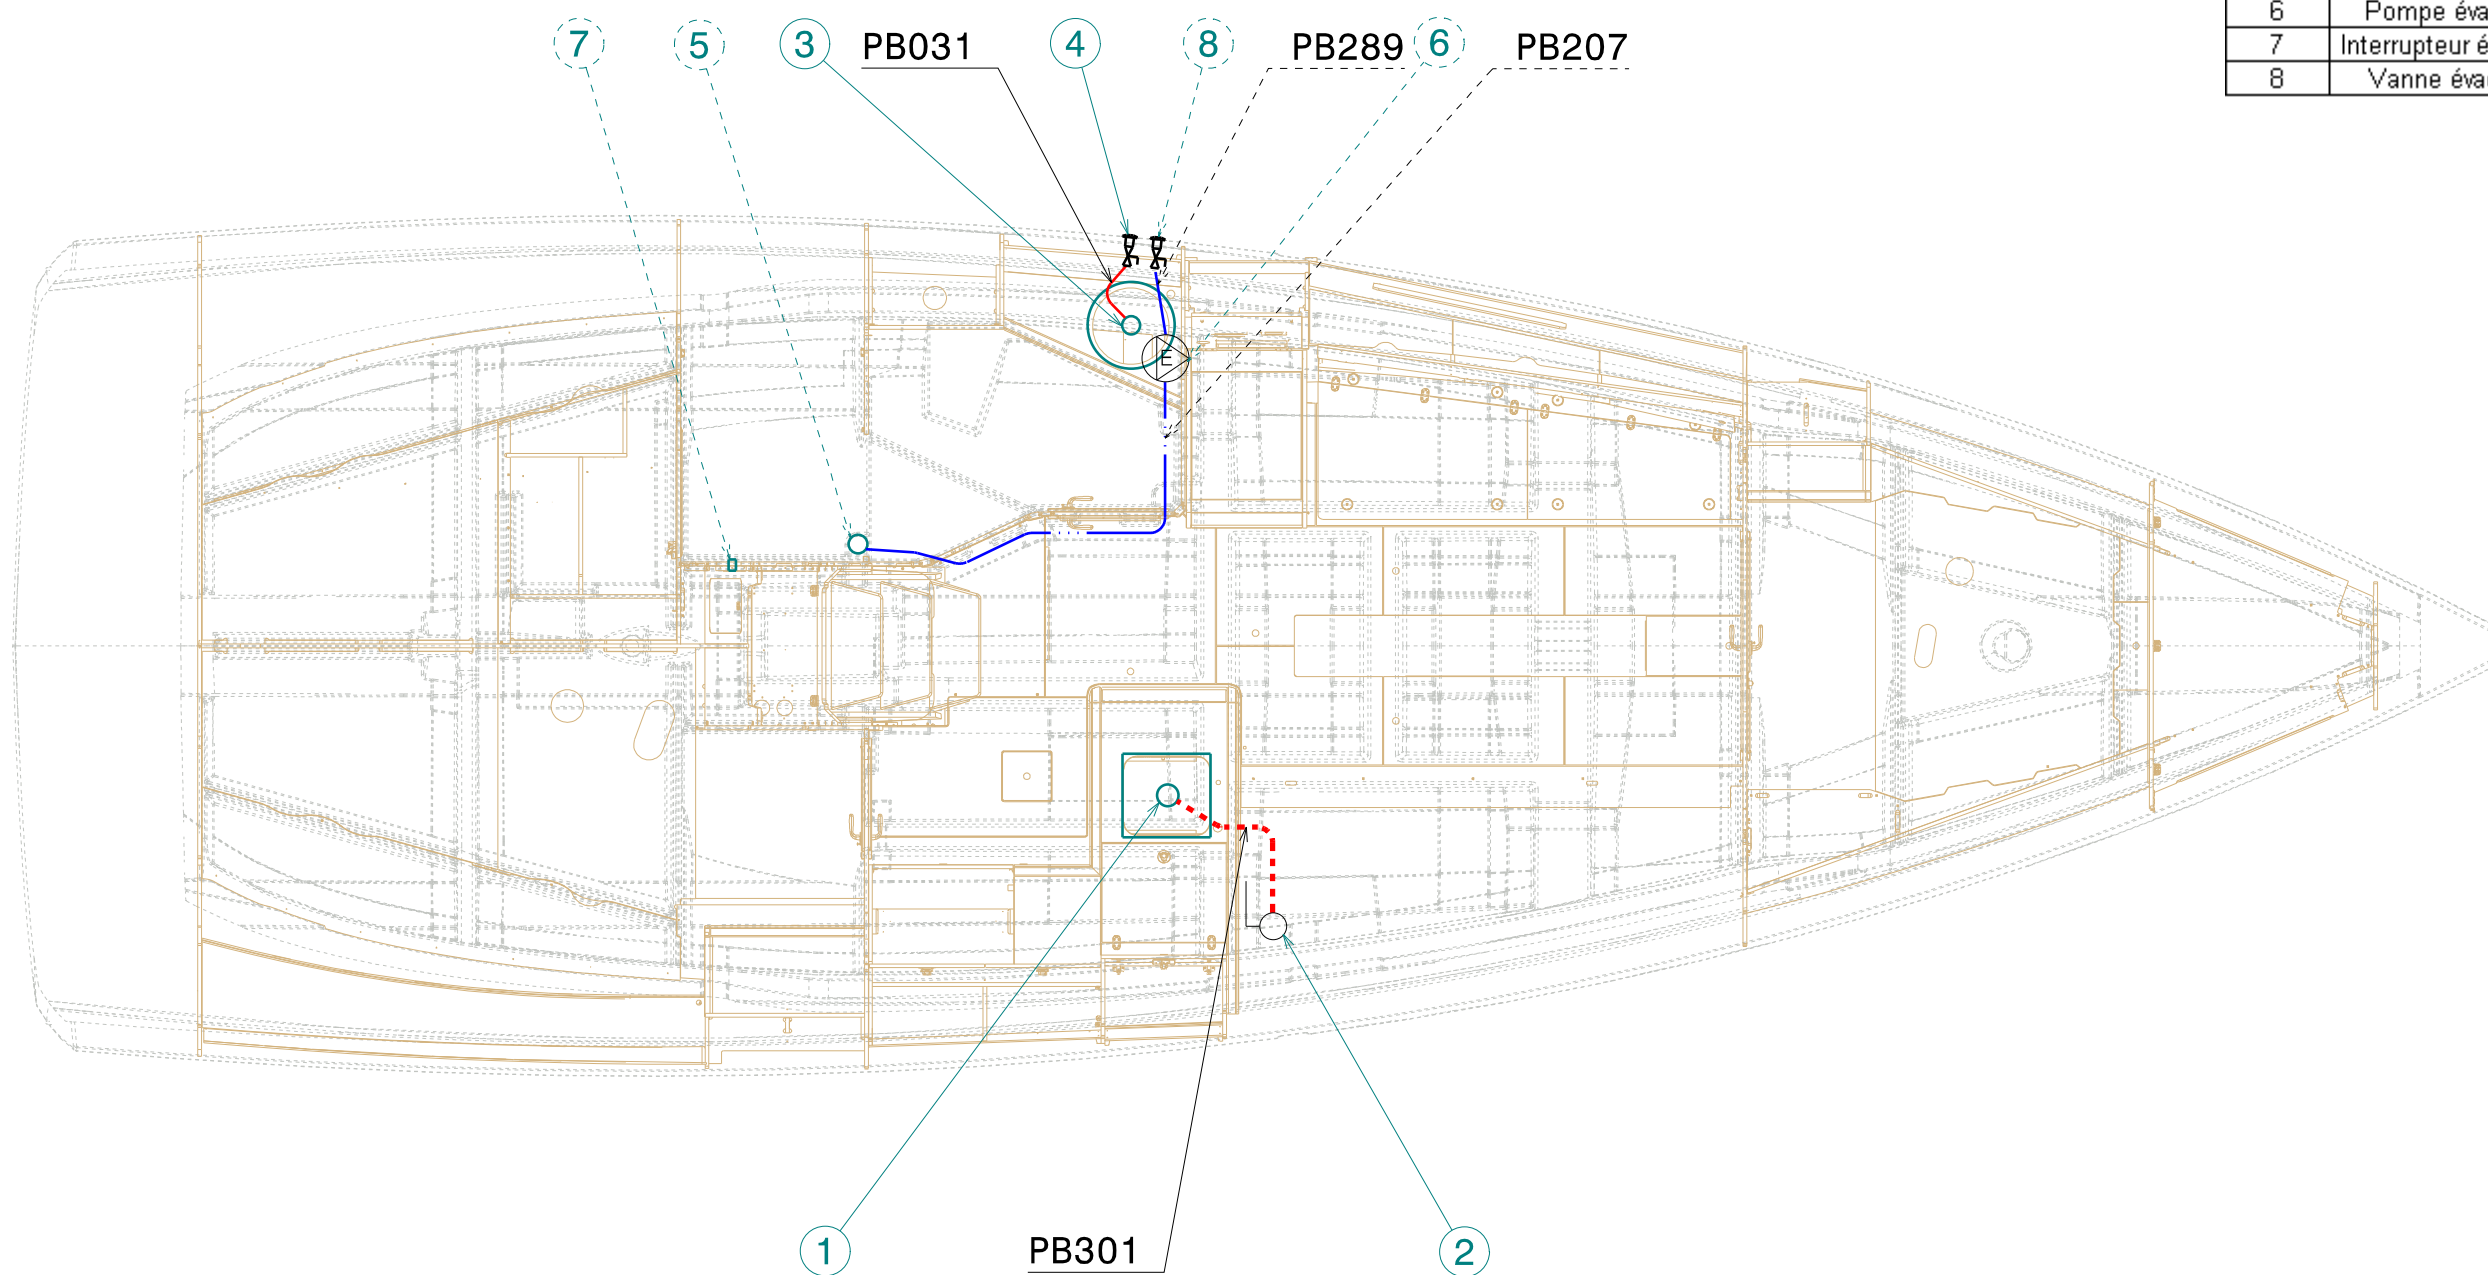 6 Pompe éva
7 Interrupteur é
8 Vanne éva
7
5
3
PB031
4
8
PB289
6
PB207
E
1
PB301
2